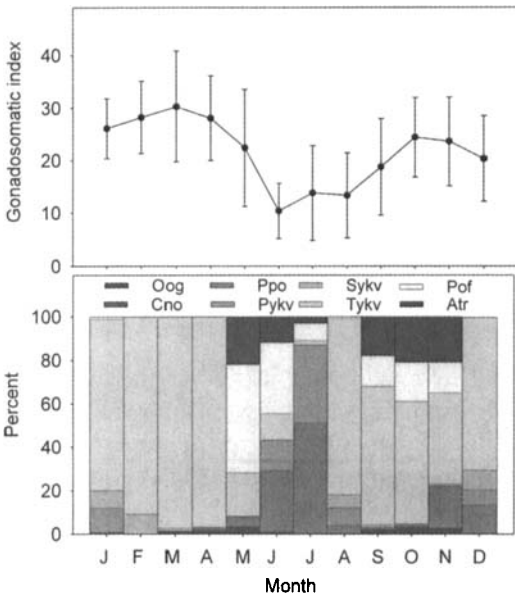 Gonadosomatic index
40
30
20
10
0
Oog Ppo Sykv Pof
Cno Pykv Tykv Atr
Percent
100
80
60
40
20
0
J F M A M J J A S O N D
Month